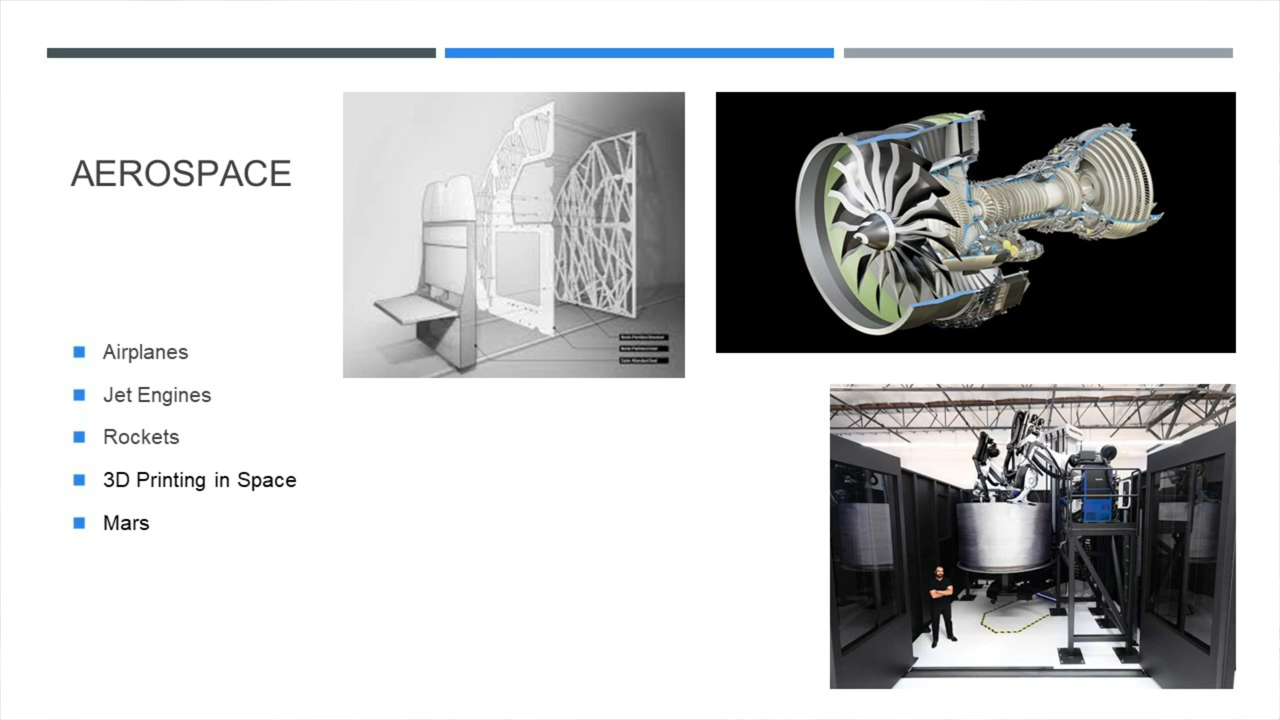 AEROSPACE
Airplanes
Jet Engines
Rockets
3D Printing in Space
Mars